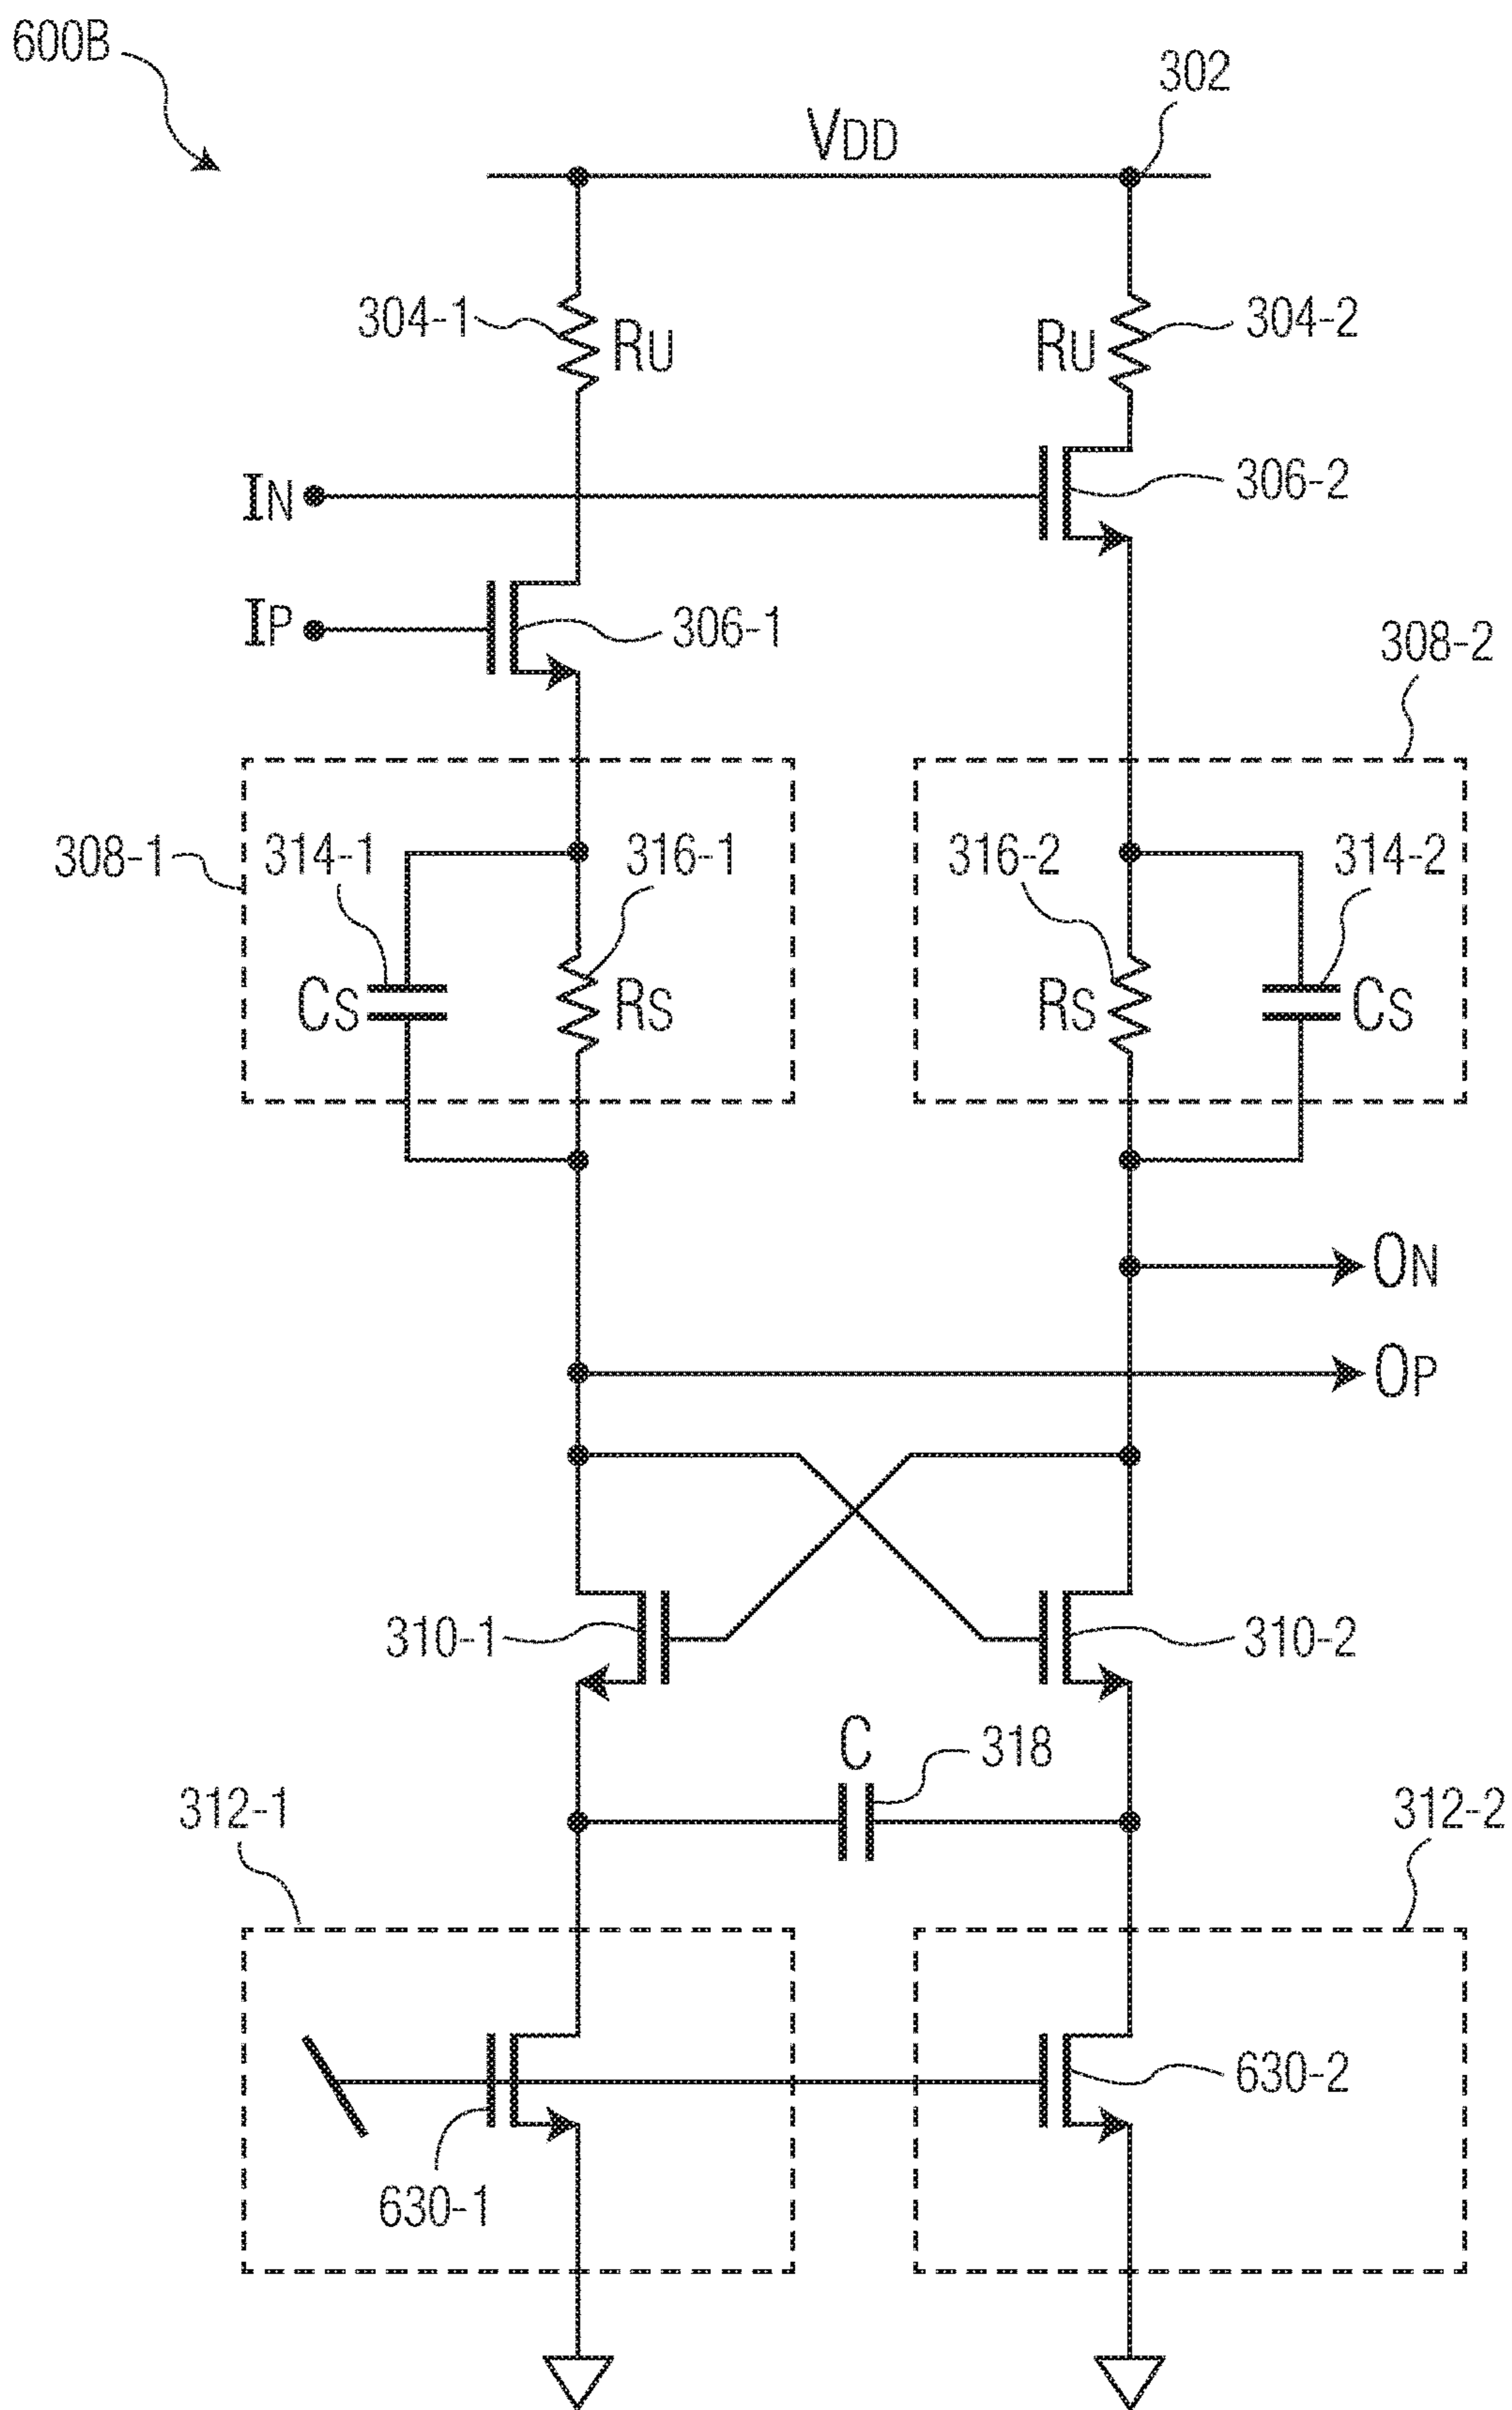 600B
302
VDD
304-1
RU
RU
304-2
IN
306-2
IP
306-1
308-2
308-1
314-1
316-1
316-2
314-2
CS
RS
RS
CS
ON
OP
310-1
310-2
C
318
312-1
312-2
630-2
630-1